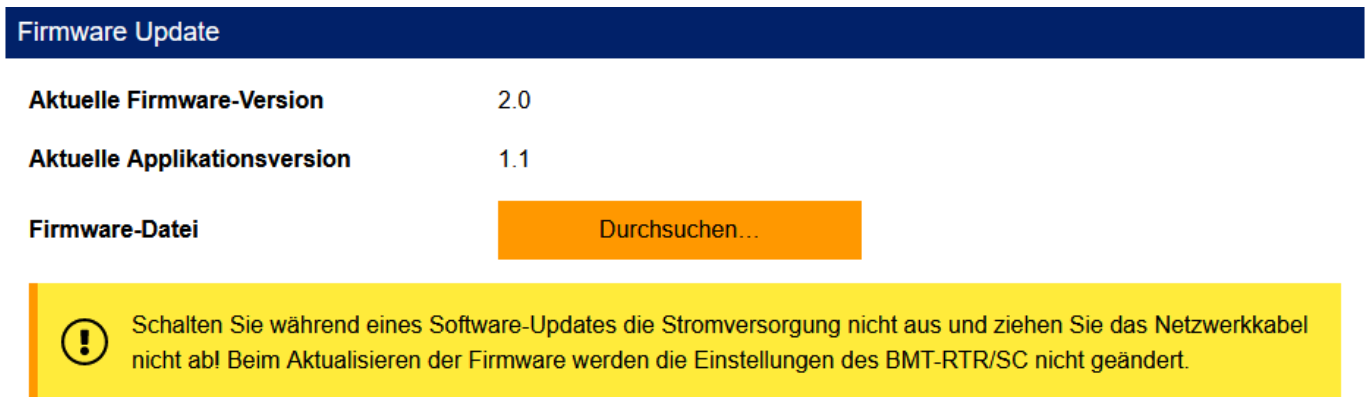 Firmware Update
Aktuelle Firmware-Version 2.0
Aktuelle Applikationsversion 1.1
Firmware-Datei Durchsuchen...
Schalten Sie während eines Software-Updates die Stromversorgung nicht aus und ziehen Sie das Netzwerkkabel
nicht ab! Beim Aktualisieren der Firmware werden die Einstellungen des BMT-RTR/SC nicht geändert.